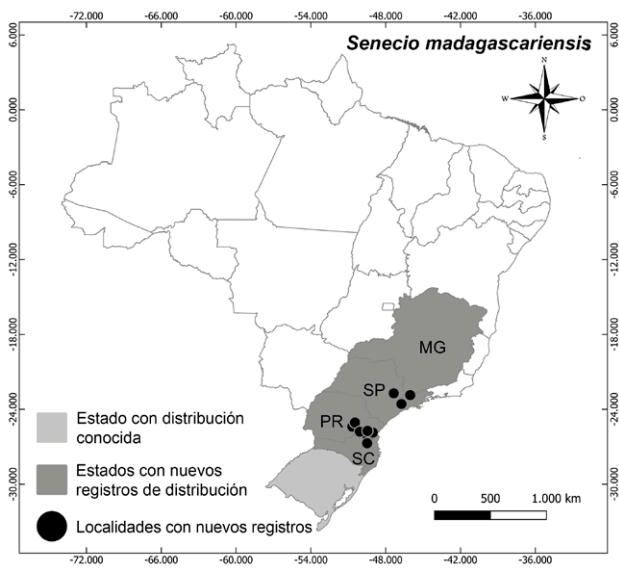 -72.000 -66.000 -60.000 -54.000 -48.000 -42.000 -36.000
6.000
0.000
-6.000
-12.000
-18.000
-24.000
-30.000
Senecio madagascariensis
N
W O
S
6.000
0.000
-6.000
-12.000
-18.000
-24.000
-30.000
MG
SP
PR
SC
Estado con distribución
conocida
Estados con nuevos
registros de distribución
Localidades con nuevos registros
0 500 1.000 km
-72.000 -66.000 -60.000 -54.000 -48.000 -42.000 -36.000